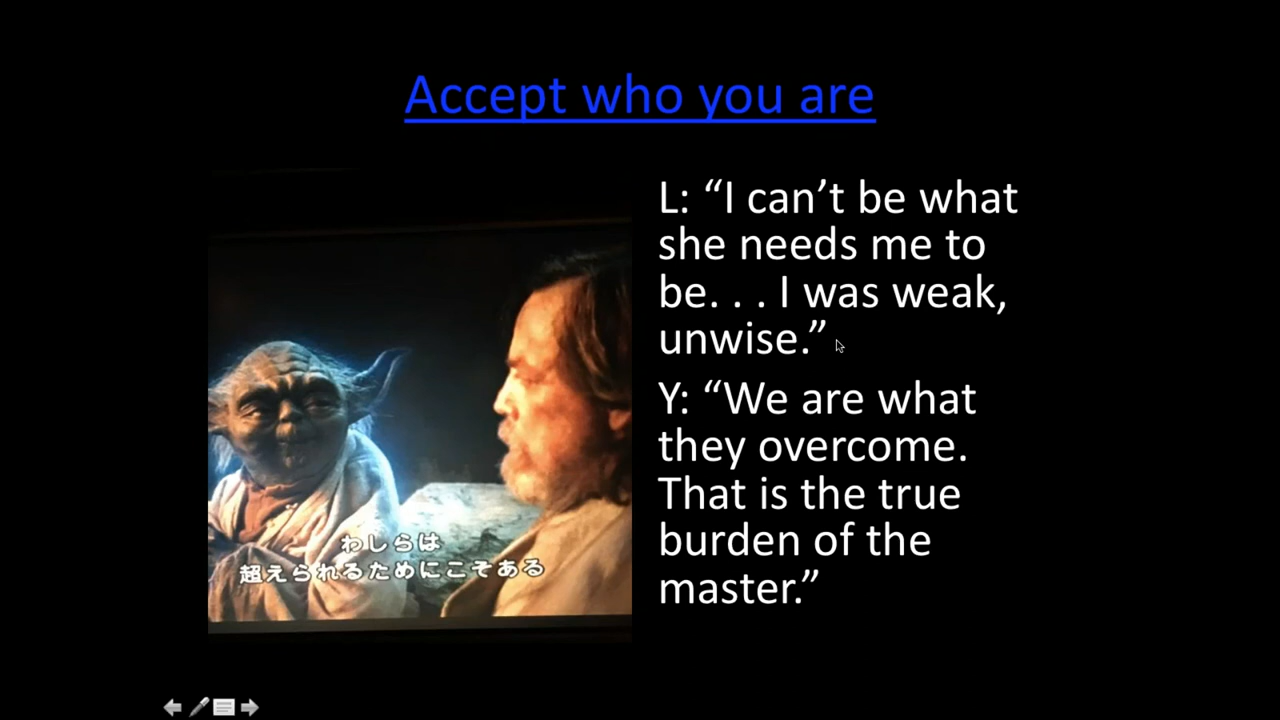 Accept who you are
L: “I can’t be what
she needs me to
be. . . I was weak,
unwise.”
Y: “We are what
they overcome.
That is the true
burden of the
master.”
わしらは
超えられるためにこそある